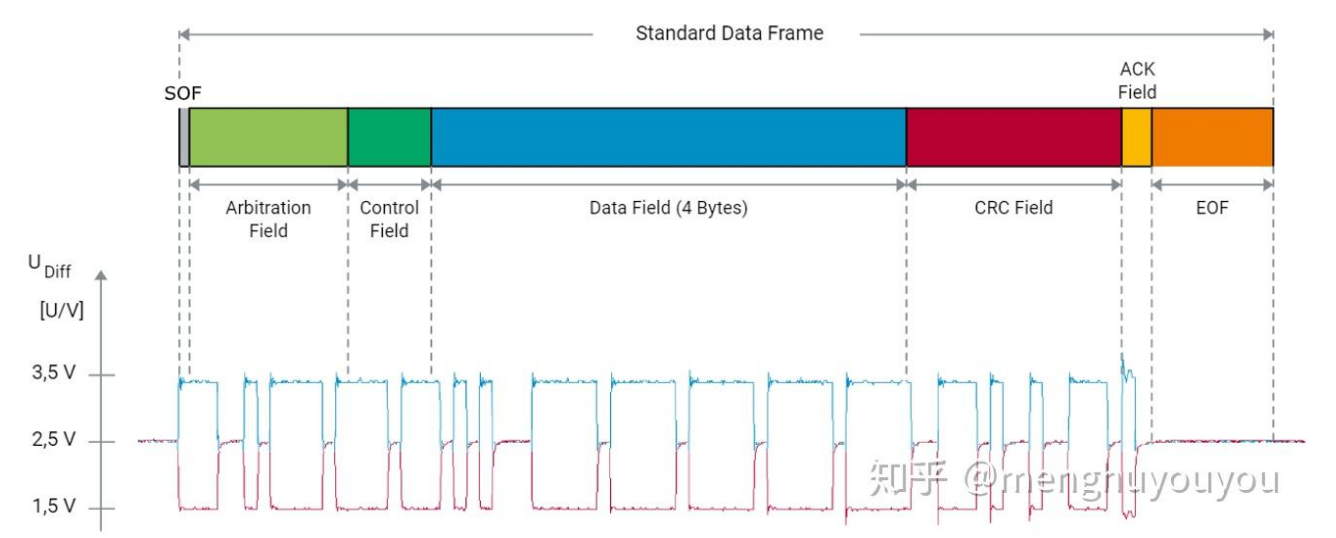 Standard Data Frame
SOF
ACK
Field
Arbitration
Field
Control
Field
Data Field (4 Bytes)
CRC Field
EOF
U Diff
[U/V]
3,5 V
2,5 V
1,5 V
知乎 @menghuyouyou